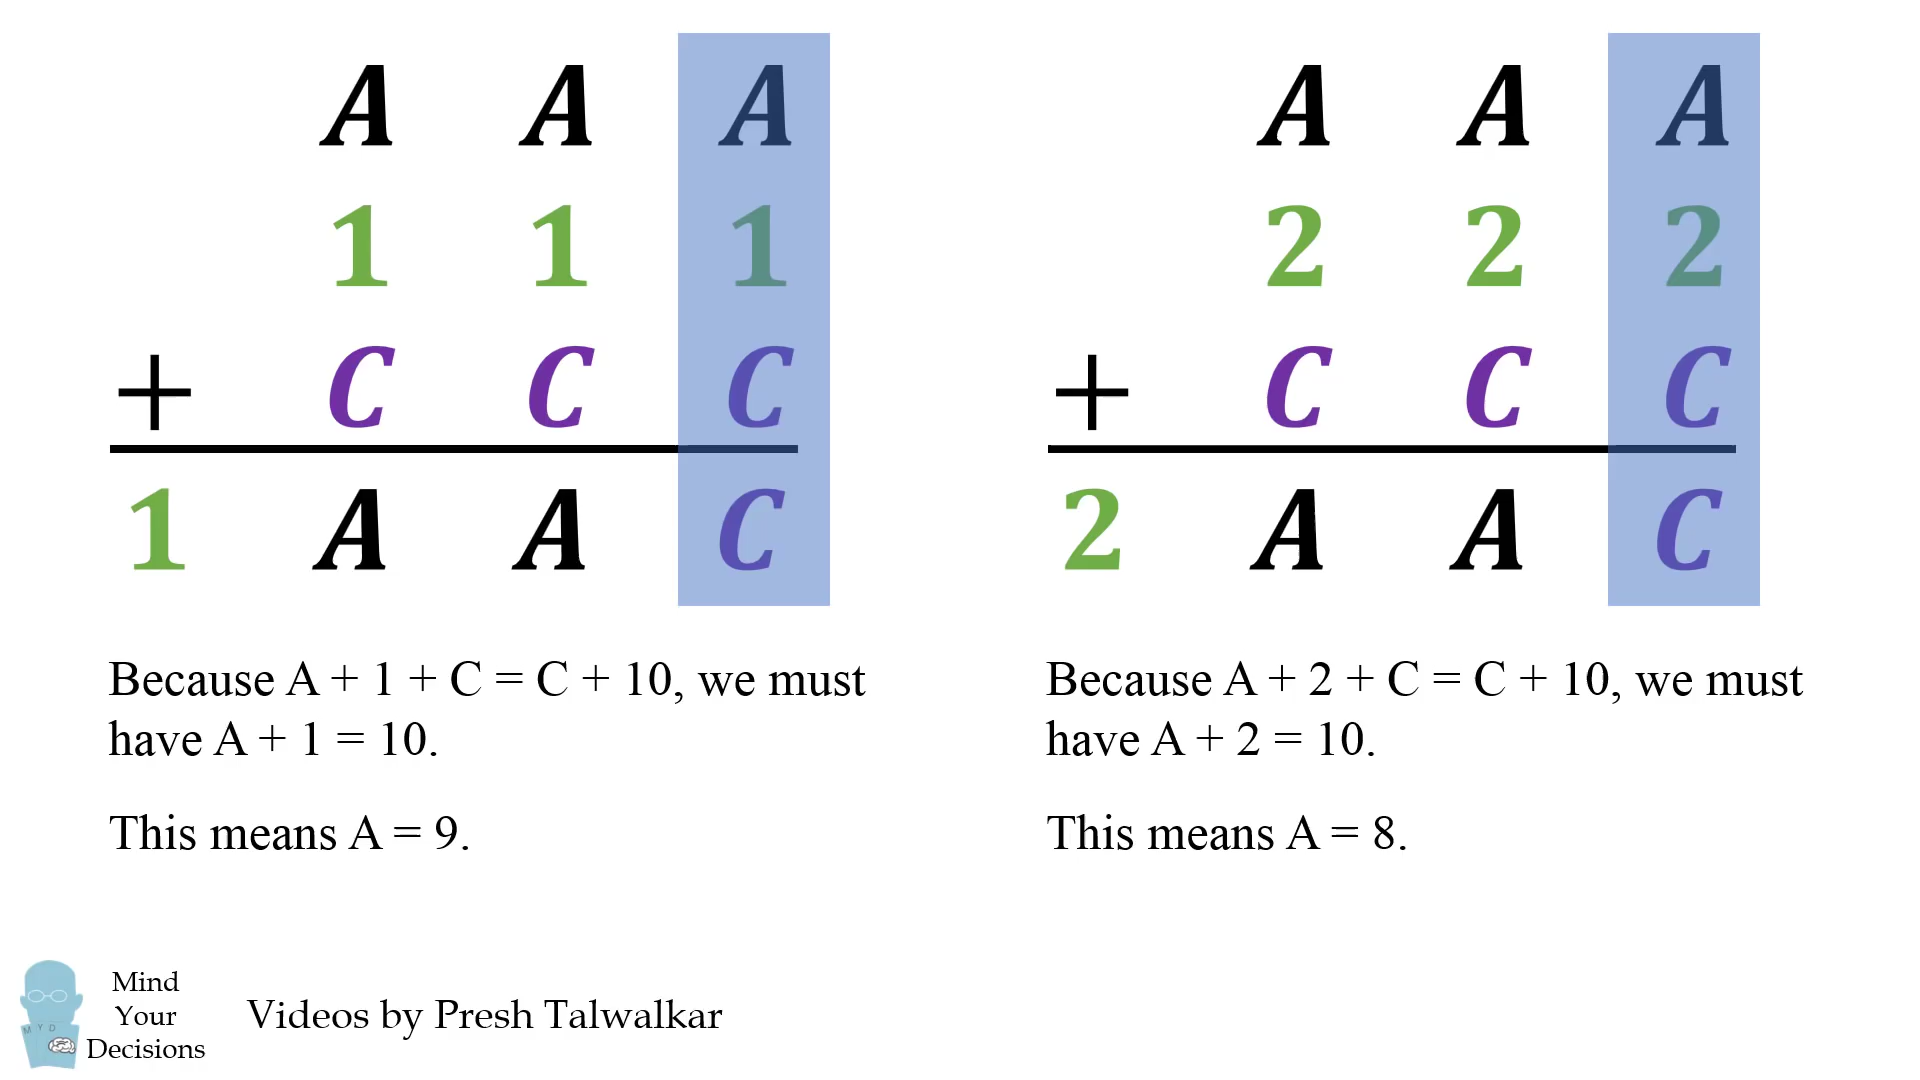 A A A
1 1 1
+ C C C
1 A A C
Because A + 1 + C = C + 10, we must
have A + 1 = 10.
This means A = 9.
A A A
2 2 2
+ C C C
2 A A C
Because A + 2 + C = C + 10, we must
have A + 2 = 10.
This means A = 8.
M Y D
Mind
Your
Decisions
Videos by Presh Talwalkar